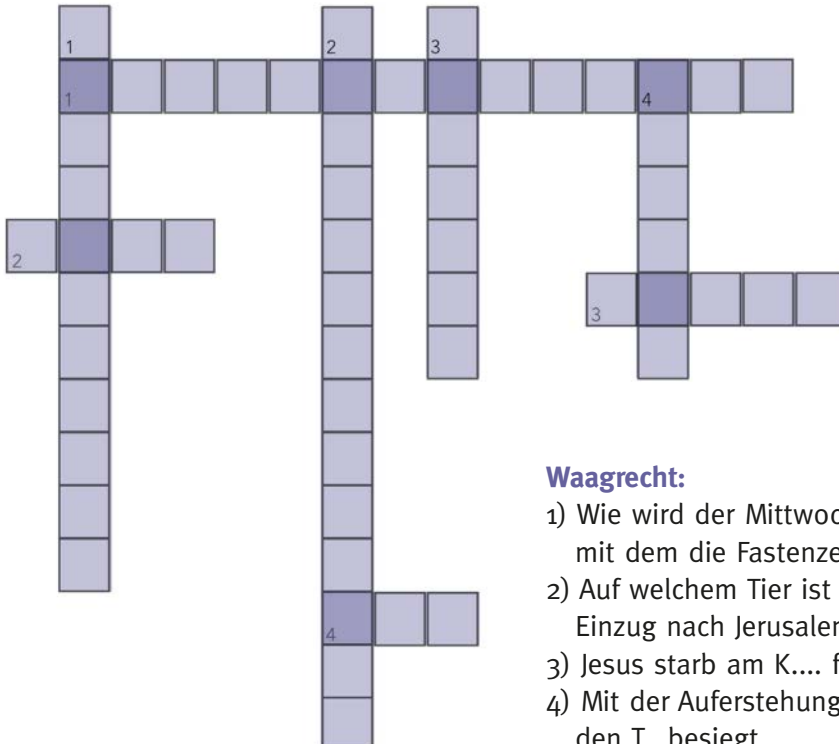 1 2 3
1 4
2
3
4
Waagrecht:
1) Wie wird der Mittwoc
mit dem die Fastenze
2) Auf welchem Tier ist
Einzug nach Jerusaler
3) Jesus starb am K.... f
4) Mit der Auferstehung
den T.. besiegt